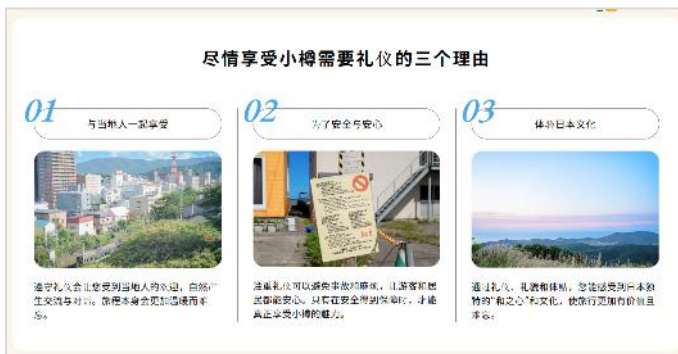 尽情享受小樽需要礼仪的三个理由
01
与当地人一起享受
遵守礼仪会让您受到当地人的欢迎，自然产
生交流与对话。旅程本身会更加温暖而难
忘。
02
为了安全与安心
注重礼仪可以避免事故和麻烦，让游客和居
民都能安心。只有在安全得到保障时，才能
真正享受小樽的魅力。
03
体验日本文化
通过礼仪、礼貌和体贴，您能感受到日本独
特的“和之心”和文化，使旅行更加有价值且
难忘。